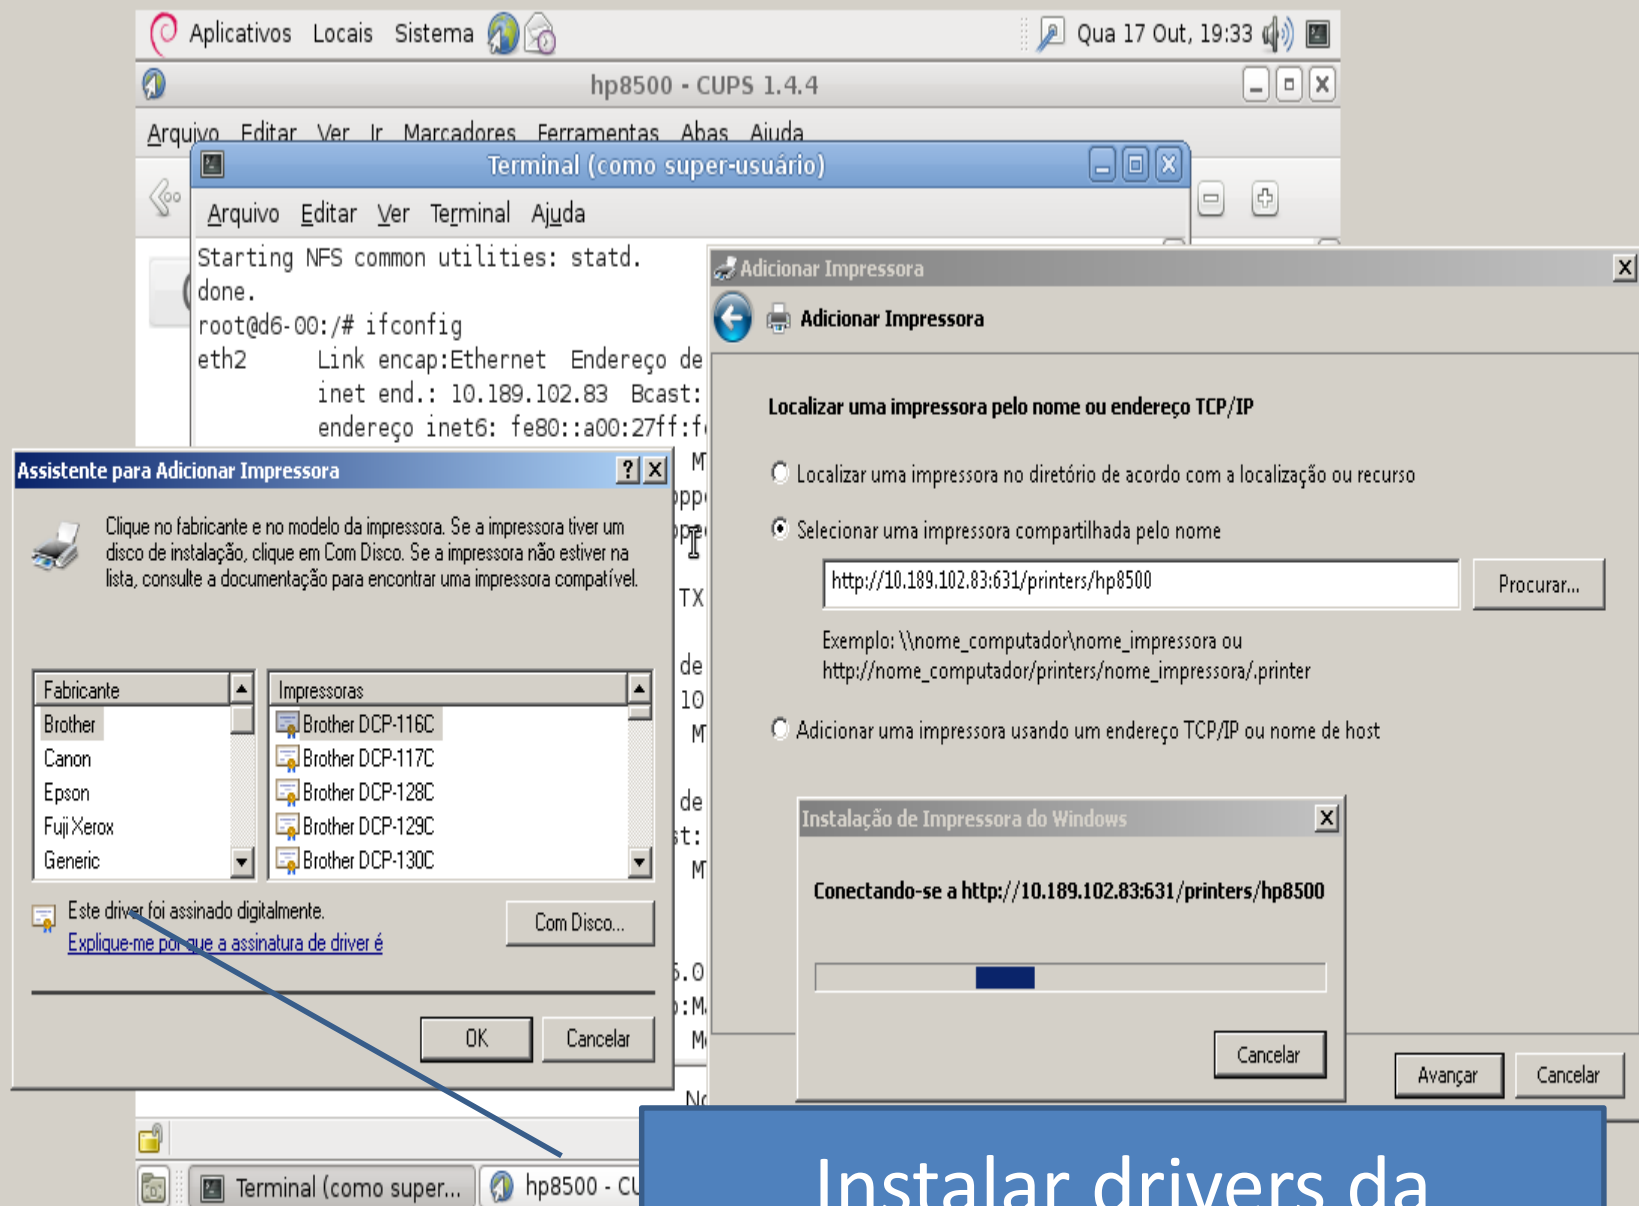 Aplicativos Locais Sistema Qua 17 Out, 19:33
hp8500 - CUPS 1.4.4
Arquivo Editar Ver Ir Marcadores Ferramentas Abas Ajuda
Terminal (como super-usuário)
Arquivo Editar Ver Terminal Ajuda
Starting NFS common utilities: statd.
done.
root@d6-00:/# ifconfig
eth2 Link encap:Ethernet Endereço de
inet end.: 10.189.102.83 Bcast:
endereço inet6: fe80::a00:27ff:f
Adicionar Impressora
Adicionar Impressora
Localizar uma impressora pelo nome ou endereço TCP/IP
Localizar uma impressora no diretório de acordo com a localização ou recurso
Selecionar uma impressora compartilhada pelo nome
http://10.189.102.83:631/printers/hp8500
Procurar...
Exemplo: \\nome_computador\nome_impressora ou
http://nome_computador/printers/nome_impressora/.printer
Adicionar uma impressora usando um endereço TCP/IP ou nome de host
Instalação de Impressora do Windows
Conectando-se a http://10.189.102.83:631/printers/hp8500
Cancelar
Avançar Cancelar
Assistente para Adicionar Impressora
Clique no fabricante e no modelo da impressora. Se a impressora tiver um
disco de instalação, clique em Com Disco. Se a impressora não estiver na
lista, consulte a documentação para encontrar uma impressora compatível.
Fabricante Impressoras
Brother Brother DCP-116C
Canon Brother DCP-117C
Epson Brother DCP-128C
Fuji Xerox Brother DCP-129C
Generic Brother DCP-130C
Este driver foi assinado digitalmente.
Explique-me por que a assinatura de driver é
Com Disco...
OK Cancelar
TX
de
10
de
Terminal (como super... hp8500 - CU
Instalar drivers da